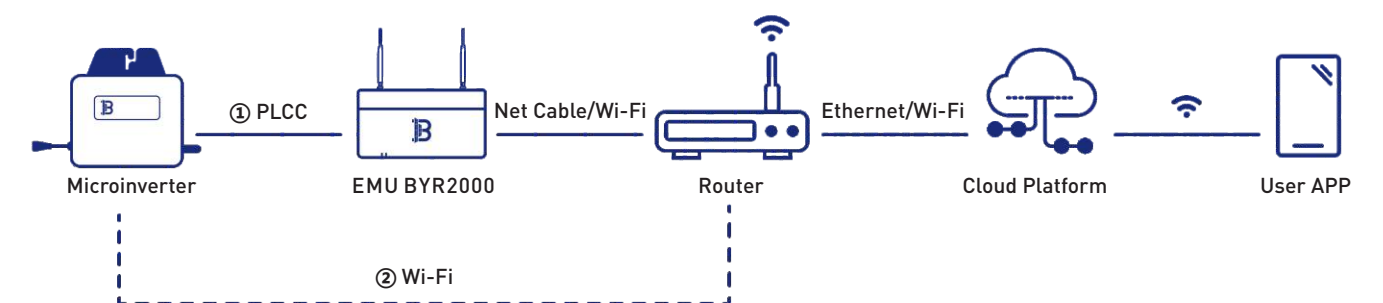 ① PLCC
Net Cable/Wi-Fi
Ethernet/Wi-Fi
B
B
Microinverter
EMU BYR2000
Router
Cloud Platform
User APP
② Wi-Fi